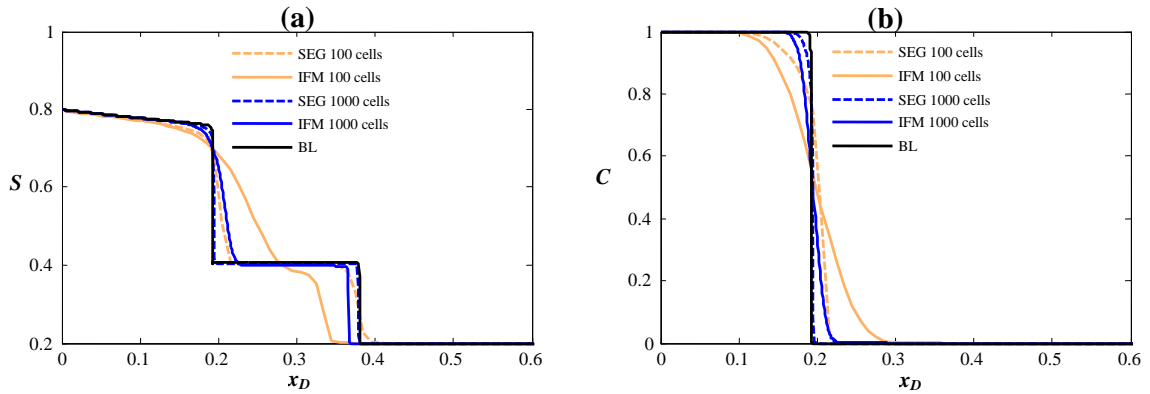 (a)
1
0.8
S
0.6
0.4
0.2
SEG 100 cells
IFM 100 cells
SEG 1000 cells
IFM 1000 cells
BL
0 0.1 0.2 0.3 0.4 0.5 0.6
xD
(b)
1
0.8
0.6
C
0.4
0.2
0
SEG 100 cells
IFM 100 cells
SEG 1000 cells
IFM 1000 cells
BL
0 0.1 0.2 0.3 0.4 0.5 0.6
xD